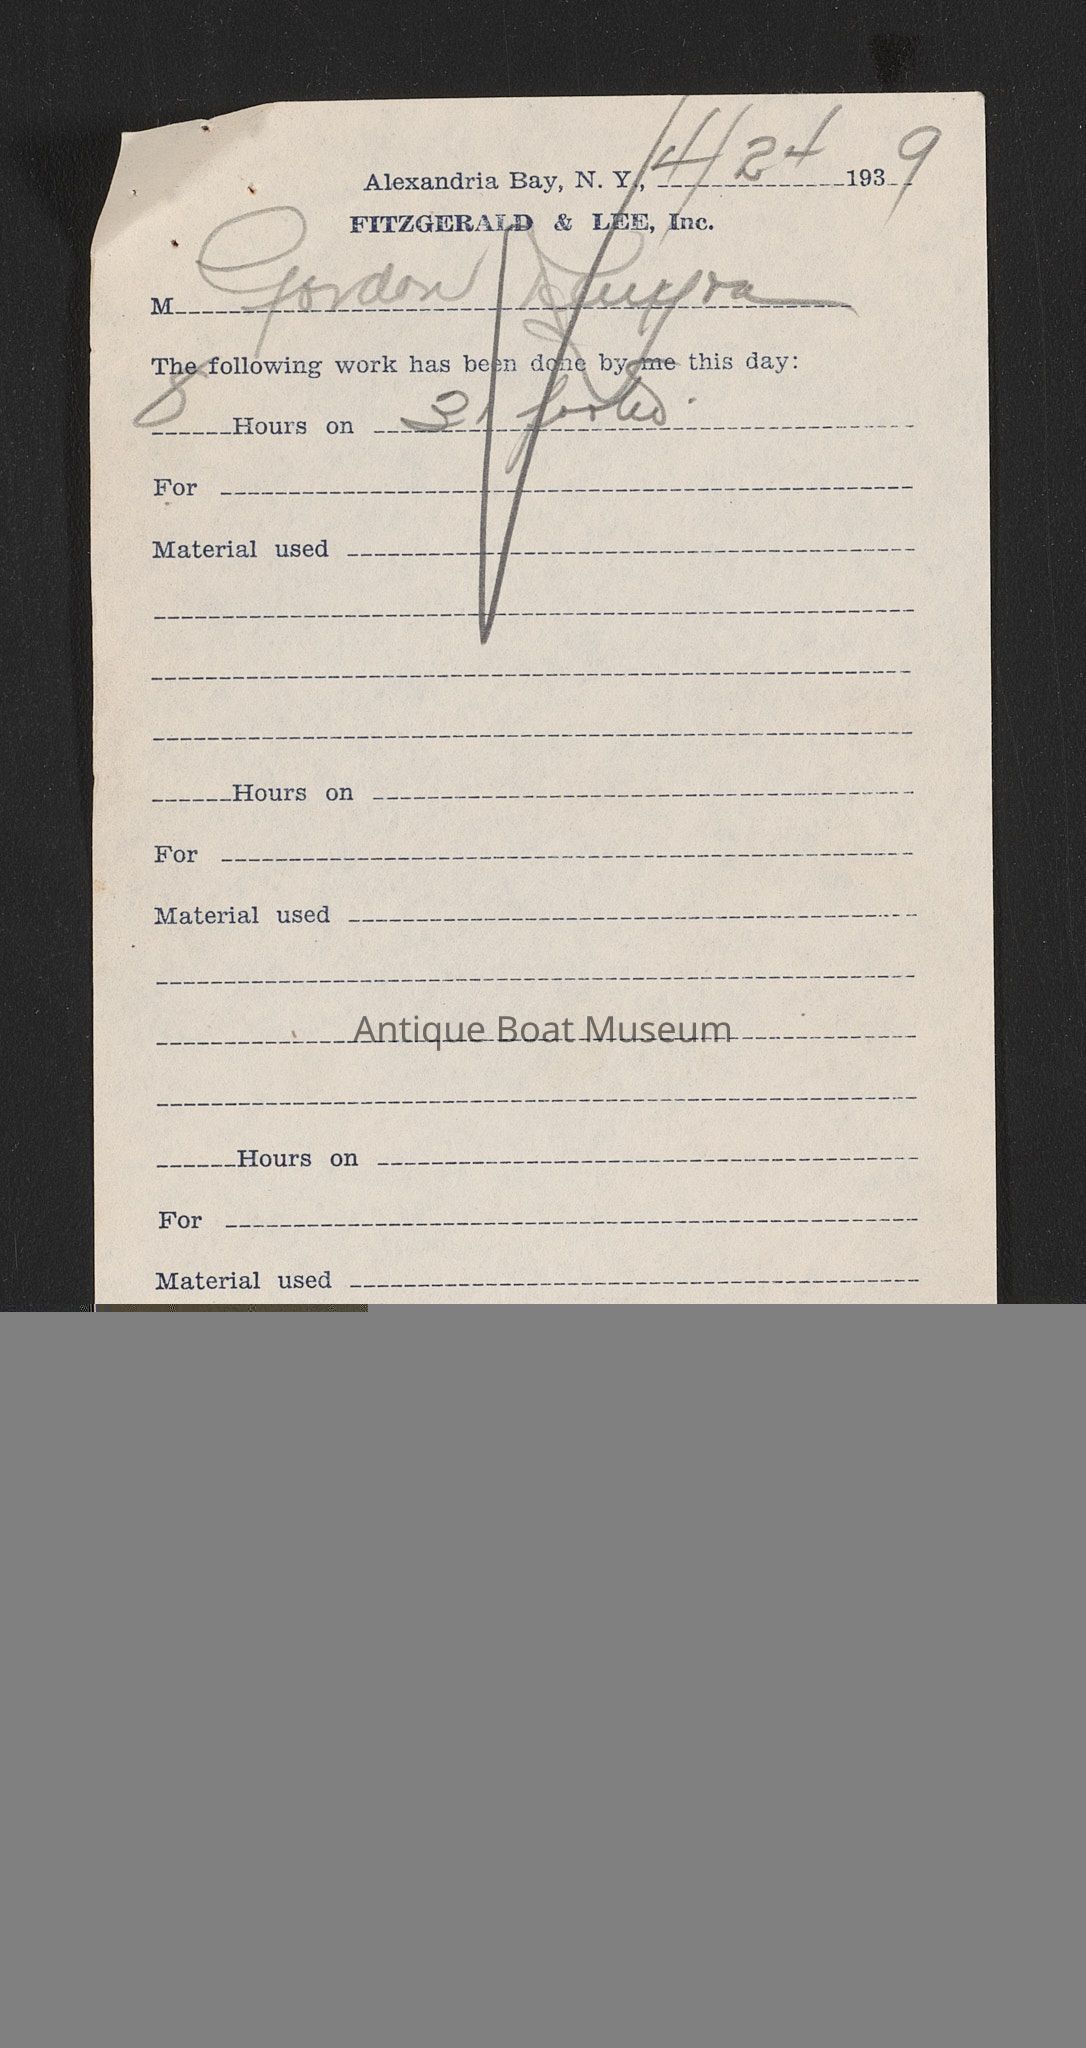 Alexandria Bay, N. Y., 4/24 1939
FITZGERALD & LEE, Inc.
M Gordon
The following work has been done by me this day:
8 Hours on 31
For
Material used
Hours on
For
Material used
Antique Boat Museum
Hours on
For
Material used